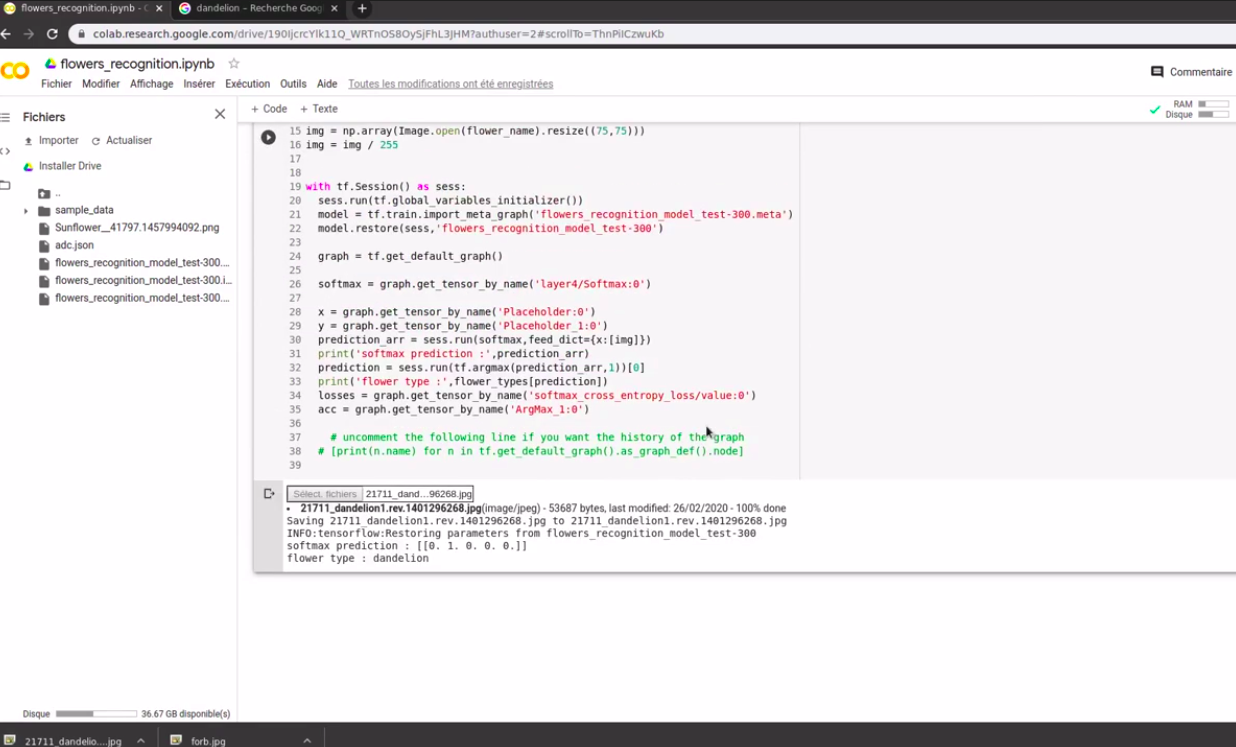 flowers_recognition.ipynb - C
dandelion – Recherche Goog
colab.research.google.com/drive/190IjcrcYlk11Q_WRTnOS8OySjFhL3JHM?authuser=2#scrollTo=ThnPiICzwuKb
flowers_recognition.ipynb
Commentaire
Fichier Modifier Affichage Insérer Exécution Outils Aide Toutes les modifications ont été enregistrées
Fichiers
+ Code + Texte
RAM
Disque
Importer Actualiser
Installer Drive
..
sample_data
Sunflower__41797.1457994092.png
adc.json
flowers_recognition_model_test-300....
flowers_recognition_model_test-300.i...
flowers_recognition_model_test-300....
Disque 36.67 GB disponible(s)
15 img = np.array(Image.open(flower_name).resize((75,75)))
16 img = img / 255
17
18
19 with tf.Session() as sess:
20 sess.run(tf.global_variables_initializer())
21 model = tf.train.import_meta_graph('flowers_recognition_model_test-300.meta')
22 model.restore(sess,'flowers_recognition_model_test-300')
23
24 graph = tf.get_default_graph()
25
26 softmax = graph.get_tensor_by_name('layer4/Softmax:0')
27
28 x = graph.get_tensor_by_name('Placeholder:0')
29 y = graph.get_tensor_by_name('Placeholder_1:0')
30 prediction_arr = sess.run(softmax,feed_dict={x:[img]})
31 print('softmax prediction :',prediction_arr)
32 prediction = sess.run(tf.argmax(prediction_arr,1))[0]
33 print('flower type :',flower_types[prediction])
34 losses = graph.get_tensor_by_name('softmax_cross_entropy_loss/value:0')
35 acc = graph.get_tensor_by_name('ArgMax_1:0')
36
37 # uncomment the following line if you want the history of the graph
38 # [print(n.name) for n in tf.get_default_graph().as_graph_def().node]
39
Sélect. fichiers 21711_dand…96268.jpg
• 21711_dandelion1.rev.1401296268.jpg(image/jpeg) - 53687 bytes, last modified: 26/02/2020 - 100% done
Saving 21711_dandelion1.rev.1401296268.jpg to 21711_dandelion1.rev.1401296268.jpg
INFO:tensorflow:Restoring parameters from flowers_recognition_model_test-300
softmax prediction : [[0. 1. 0. 0. 0.]]
flower type : dandelion
21711_dandelio....jpg
forb.jpg